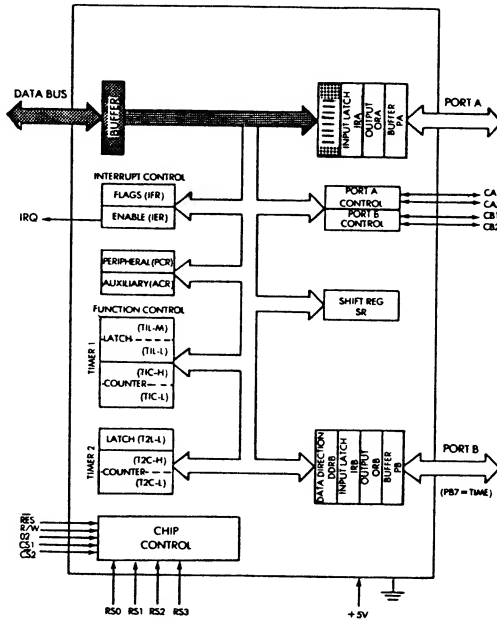 DATA BUS
BUFFER
INPUT LATCH
IRA
OUTPUT
ORA
BUFFER
PA
PORT A
INTERRUPT CONTROL
FLAGS (IFR)
ENABLE (IER)
IRQ
PORT A
CONTROL
PORT B
CONTROL
CB1
CB2
PERIPHERAL (PCR)
AUXILIARY (ACR)
FUNCTION CONTROL
SHIFT REG
SR
TIMER 1
LATCH
(TIL-M)
(TIL-L)
COUNTER
(TIC-H)
(TIC-L)
TIMER 2
LATCH (T2L-L)
COUNTER
(T2C-H)
(T2C-L)
DATA DIRECTION
DDRB
INPUT LATCH
IRB
OUTPUT
ORB
BUFFER
PB
PORT B
(PB7 = TIME)
RES
R/W
CS1
CS2
CHIP
CONTROL
RS0 RS1 RS2 RS3
+5V